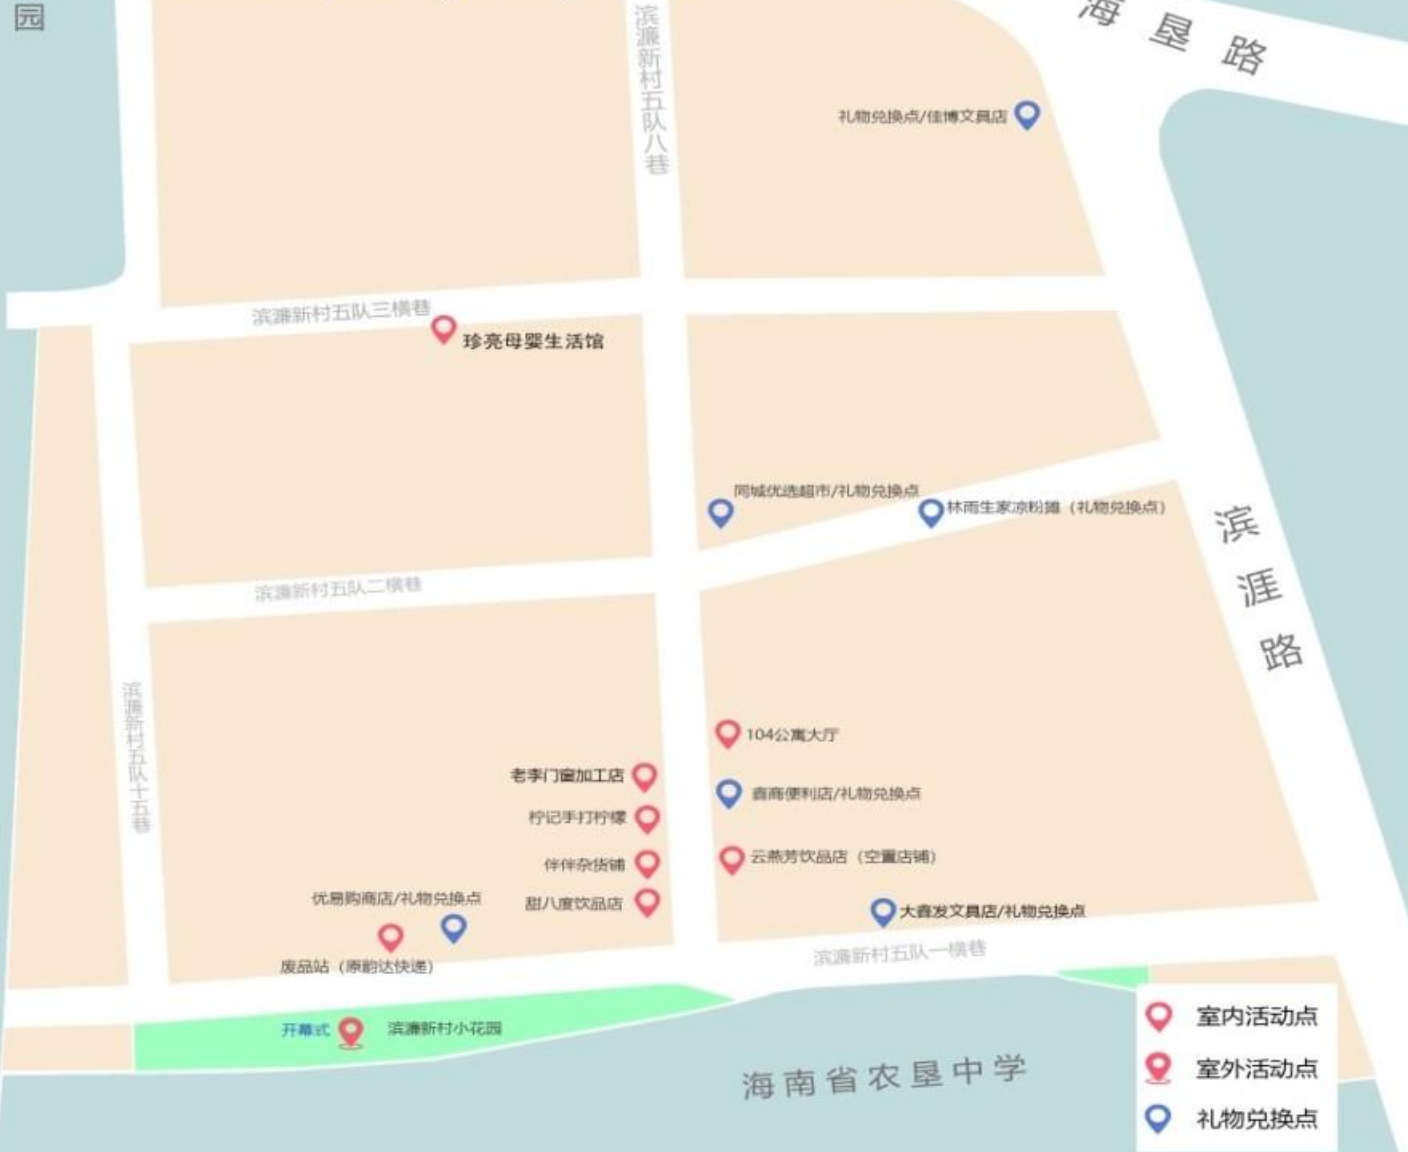 园
海垦路
滨濂新村五队八巷
礼物兑换点/佳博文具店
滨濂新村五队三横巷
珍亮母婴生活馆
同城优选超市/礼物兑换点
林雨生家凉粉摊（礼物兑换点）
滨涯路
滨濂新村五队二横巷
滨濂新村五队十五巷
104公寓大厅
老李门窗加工店
鑫商便利店/礼物兑换点
柠记手打柠檬
云燕芳饮品店（空置店铺）
伴伴杂货铺
优易购商店/礼物兑换点
甜八度饮品店
大鑫发文具店/礼物兑换点
废品站（原韵达快递）
滨濂新村五队一横巷
开幕式
滨濂新村小花园
海南省农垦中学
室内活动点
室外活动点
礼物兑换点